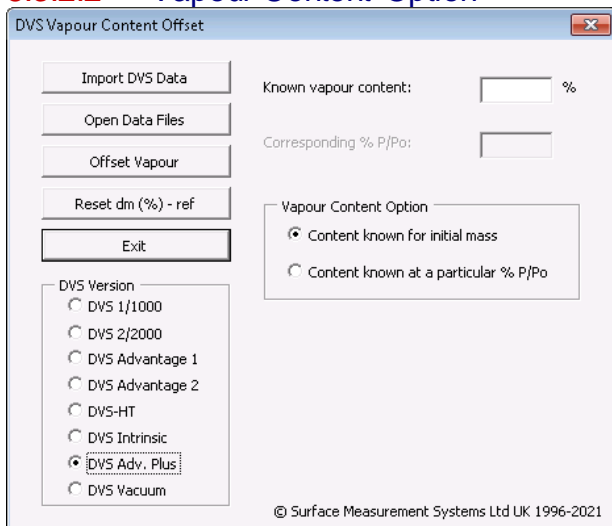 Vapour Content Option
DVS Vapour Content Offset
Import DVS Data
Open Data Files
Offset Vapour
Reset dm (%) - ref
Exit
DVS Version
DVS 1/1000
DVS 2/2000
DVS Advantage 1
DVS Advantage 2
DVS-HT
DVS Intrinsic
DVS Adv. Plus
DVS Vacuum
Known vapour content:
%
Corresponding % P/Po:
Vapour Content Option
Content known for initial mass
Content known at a particular % P/Po
© Surface Measurement Systems Ltd UK 1996-2021